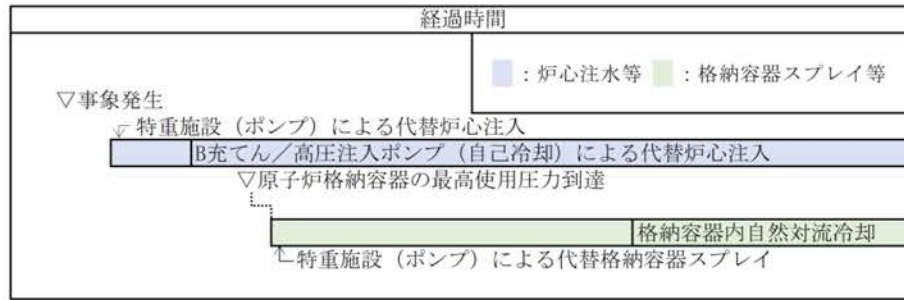 経過時間
：炉心注水等　：格納容器スプレイ等
▽事象発生
特重施設（ポンプ）による代替炉心注入
B充てん／高圧注入ポンプ（自己冷却）による代替炉心注入
▽原子炉格納容器の最高使用圧力到達
格納容器内自然対流冷却
特重施設（ポンプ）による代替格納容器スプレイ